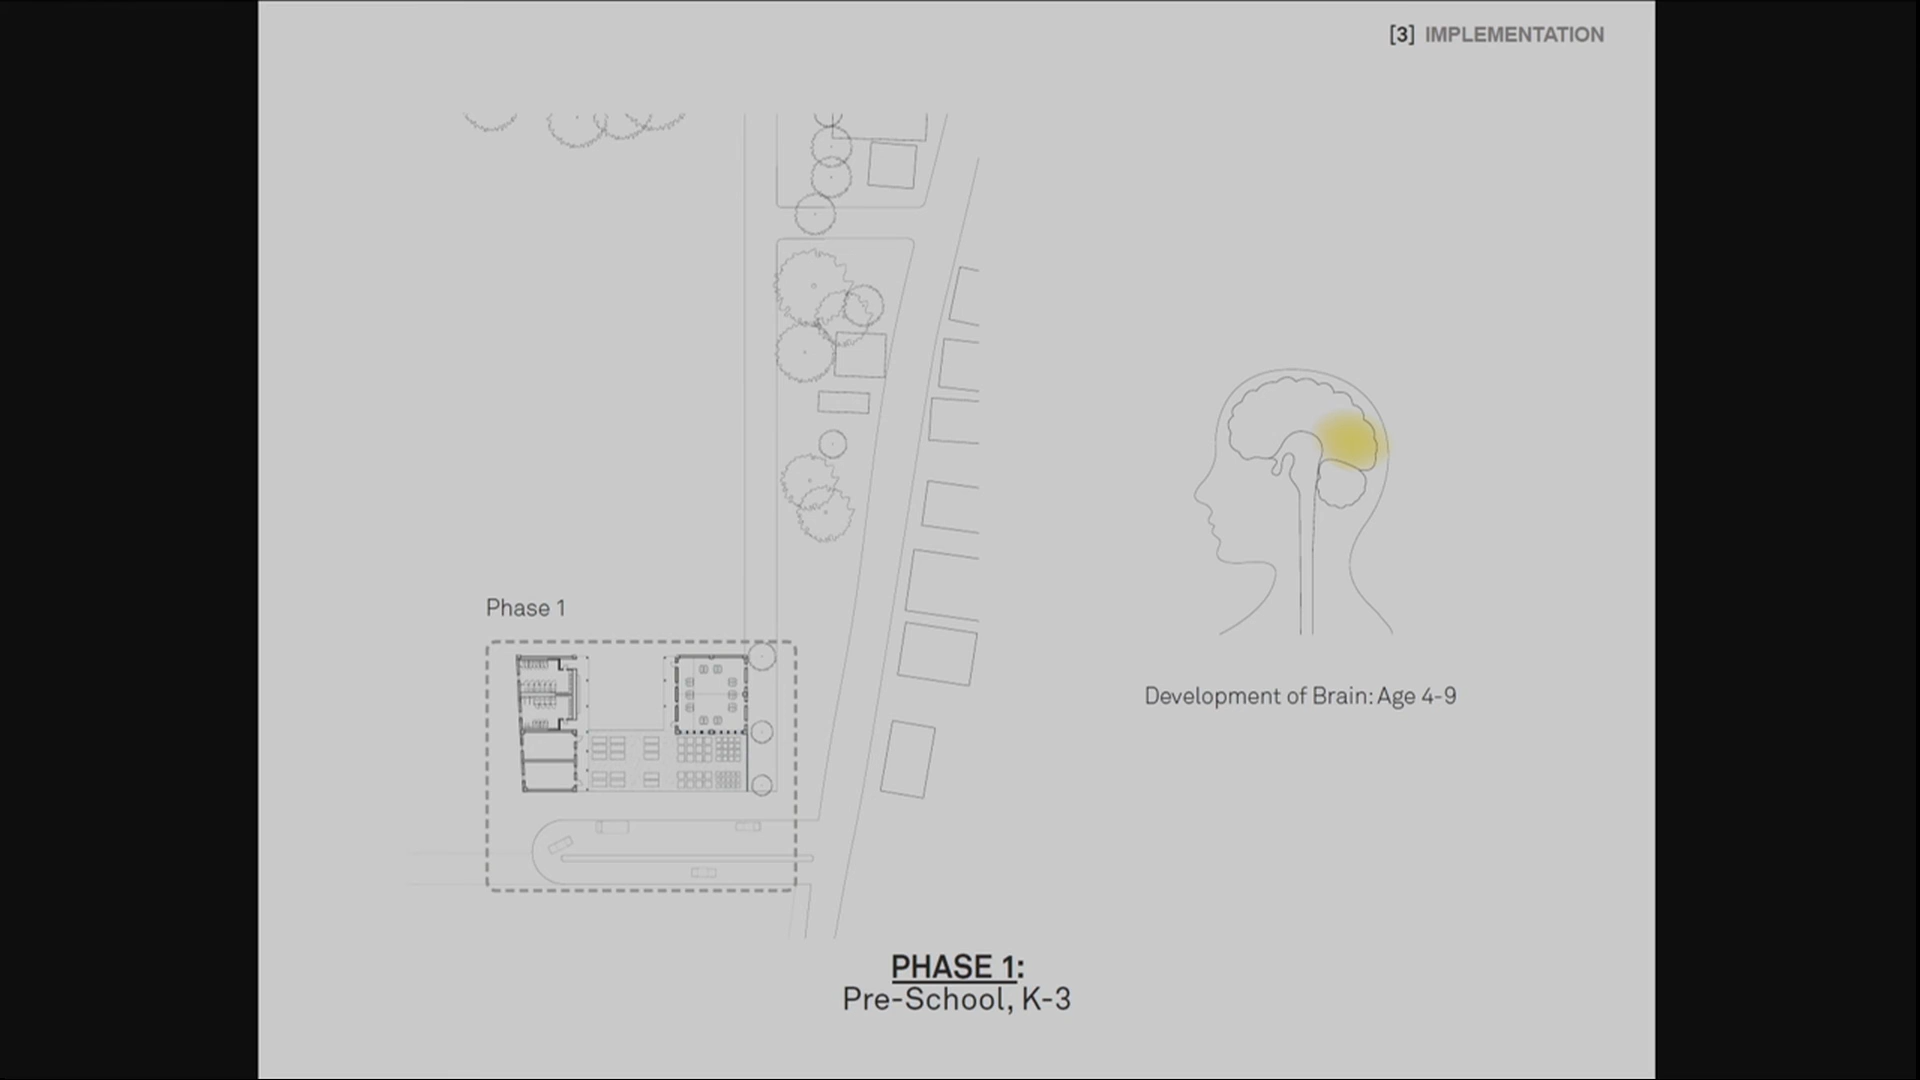 [3] IMPLEMENTATION
Phase 1
Development of Brain: Age 4-9
PHASE 1:
Pre-School, K-3